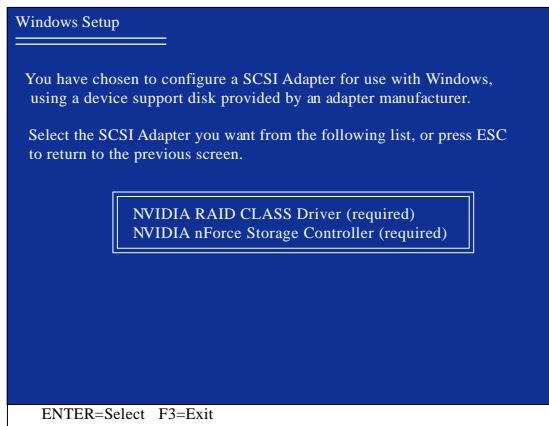 Windows Setup
You have chosen to configure a SCSI Adapter for use with Windows,
using a device support disk provided by an adapter manufacturer.
Select the SCSI Adapter you want from the following list, or press ESC
to return to the previous screen.
NVIDIA RAID CLASS Driver (required)
NVIDIA nForce Storage Controller (required)
ENTER=Select F3=Exit